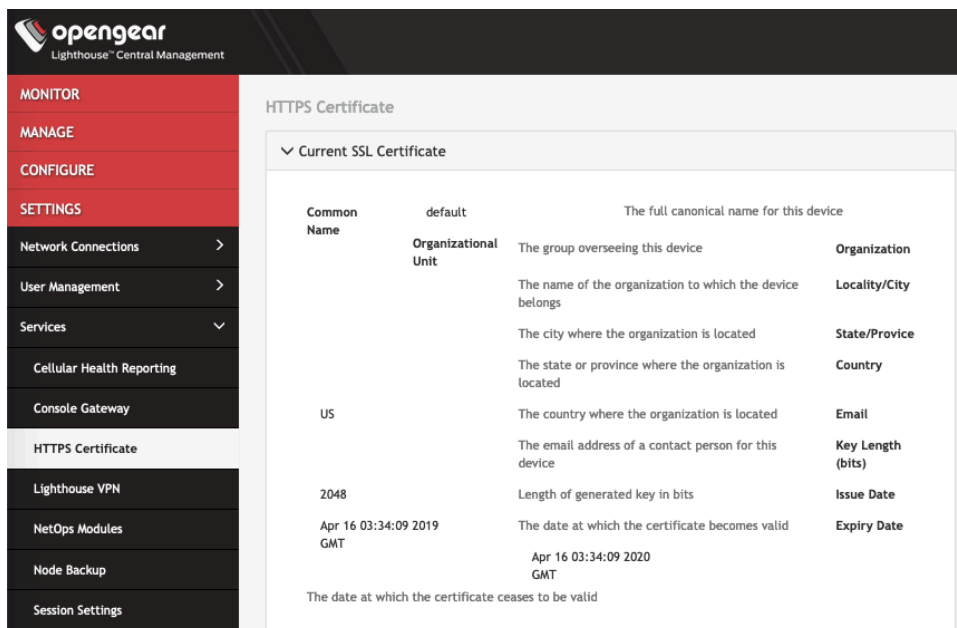 opengear
Lighthouse™ Central Management
MONITOR
MANAGE
CONFIGURE
SETTINGS
Network Connections
User Management
Services
Cellular Health Reporting
Console Gateway
HTTPS Certificate
Lighthouse VPN
NetOps Modules
Node Backup
Session Settings
HTTPS Certificate
Current SSL Certificate
Common
Name
default
The full canonical name for this device
Organizational
Unit
The group overseeing this device
Organization
The name of the organization to which the device
belongs
Locality/City
The city where the organization is located
State/Provice
The state or province where the organization is
located
Country
US
The country where the organization is located
Email
The email address of a contact person for this
device
Key Length
(bits)
2048
Length of generated key in bits
Issue Date
Apr 16 03:34:09 2019
GMT
The date at which the certificate becomes valid
Expiry Date
Apr 16 03:34:09 2020
GMT
The date at which the certificate ceases to be valid